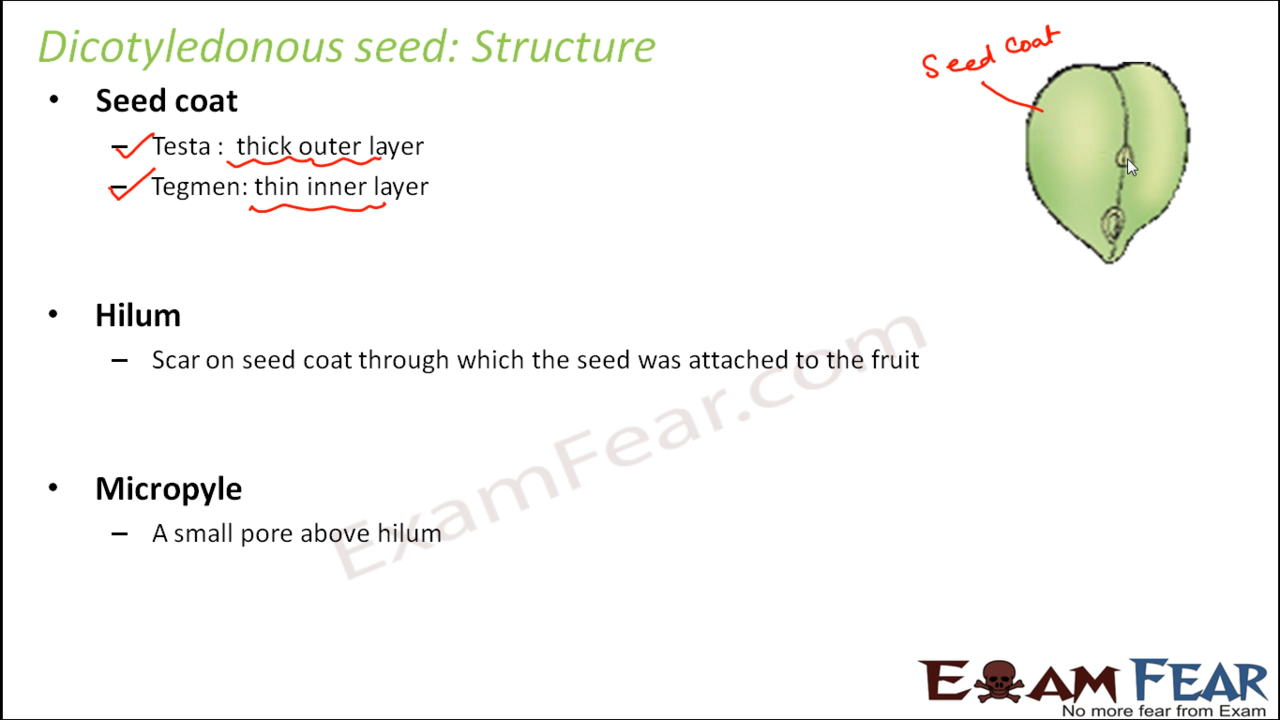 Dicotyledonous seed: Structure
Seed coat
• Seed coat
– Testa : thick outer layer
– Tegmen: thin inner layer
• Hilum
– Scar on seed coat through which the seed was attached to the fruit
• Micropyle
– A small pore above hilum
ExamFear.com
EXAM FEAR
No more fear from Exam